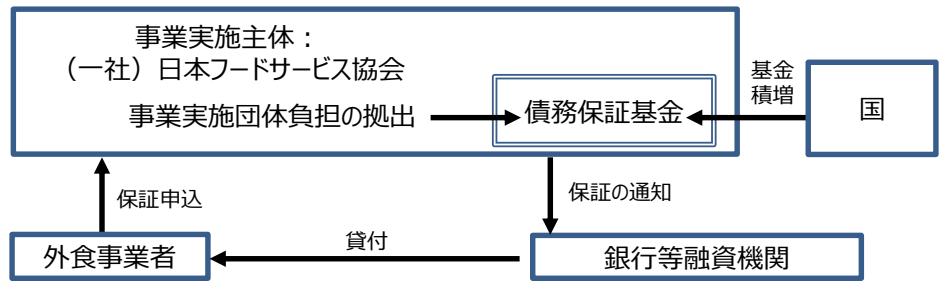 事業実施主体：
（一社）日本フードサービス協会
事業実施団体負担の拠出
債務保証基金
基金
積増
国
保証申込
保証の通知
外食事業者
貸付
銀行等融資機関